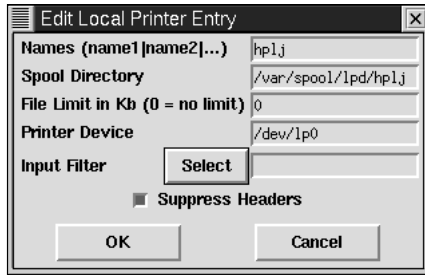 Edit Local Printer Entry
Names (name1|name2|...) hplj
Spool Directory /var/spool/lpd/hplj
File Limit in Kb (0 = no limit) 0
Printer Device /dev/lp0
Input Filter Select
Suppress Headers
OK Cancel